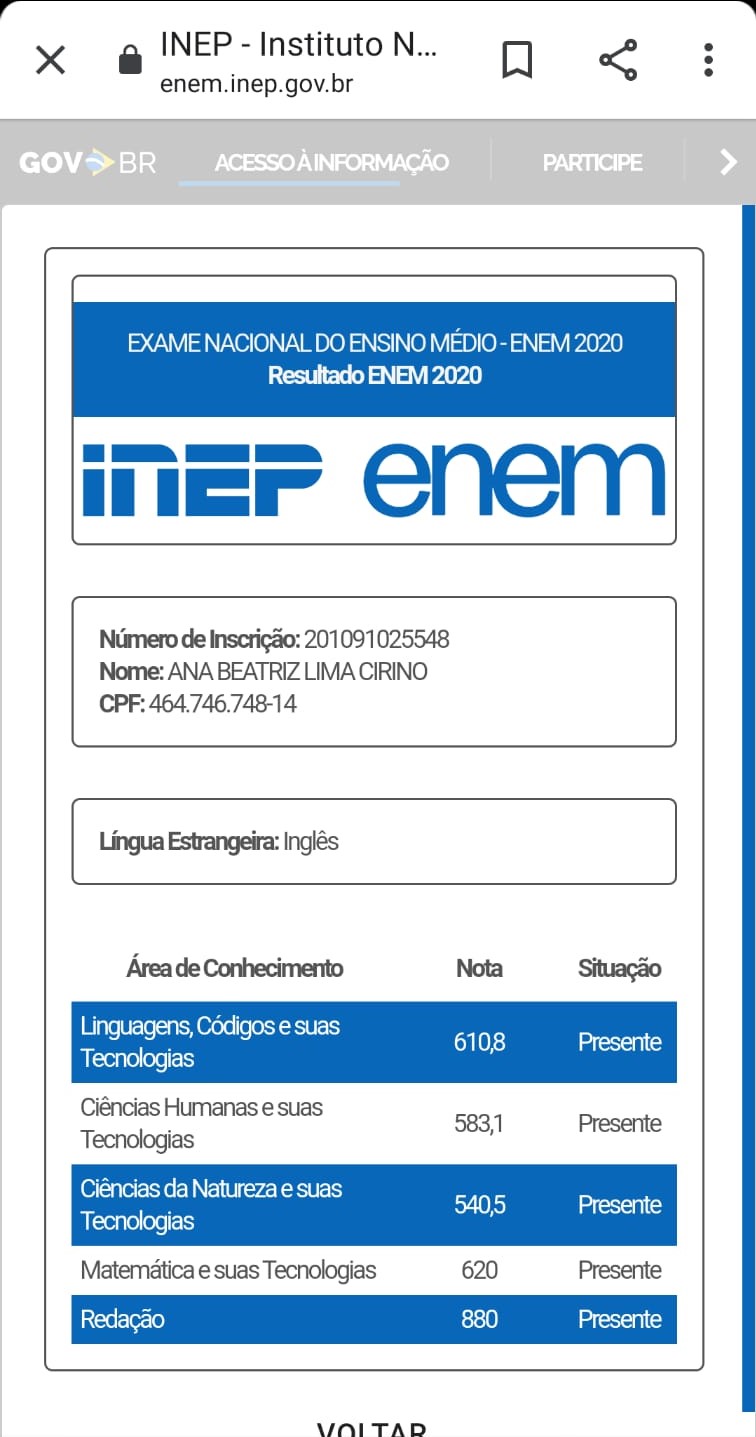 INEP - Instituto N...
enem.inep.gov.br
GOV BR ACESSO À INFORMAÇÃO PARTICIPE
EXAME NACIONAL DO ENSINO MÉDIO - ENEM 2020
Resultado ENEM 2020
inep enem
Número de Inscrição: 201091025548
Nome: ANA BEATRIZ LIMA CIRINO
CPF: 464.746.748-14
Língua Estrangeira: Inglês
Área de Conhecimento Nota Situação
Linguagens, Códigos e suas
Tecnologias 610,8 Presente
Ciências Humanas e suas
Tecnologias 583,1 Presente
Ciências da Natureza e suas
Tecnologias 540,5 Presente
Matemática e suas Tecnologias 620 Presente
Redação 880 Presente
VOLTAR